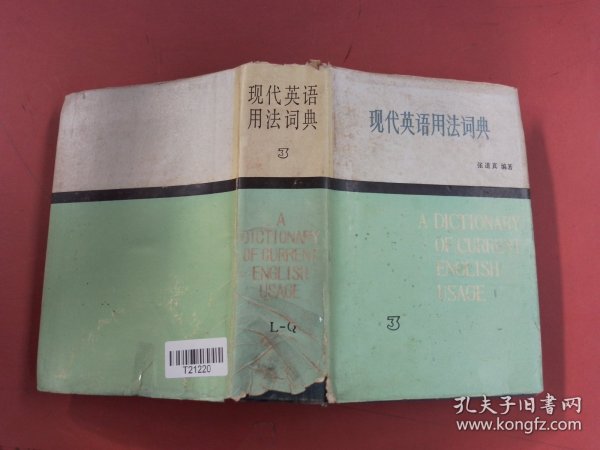 现代英语
用法词典
3
A
DICTIONARY
OF CURRENT
ENGLISH
USAGE
L-Q
T21220
现代英语用法词典
张道真 编著
A DICTIONARY
OF CURRENT
ENGLISH
USAGE
3
孔夫子旧书网
www.kongfz.com